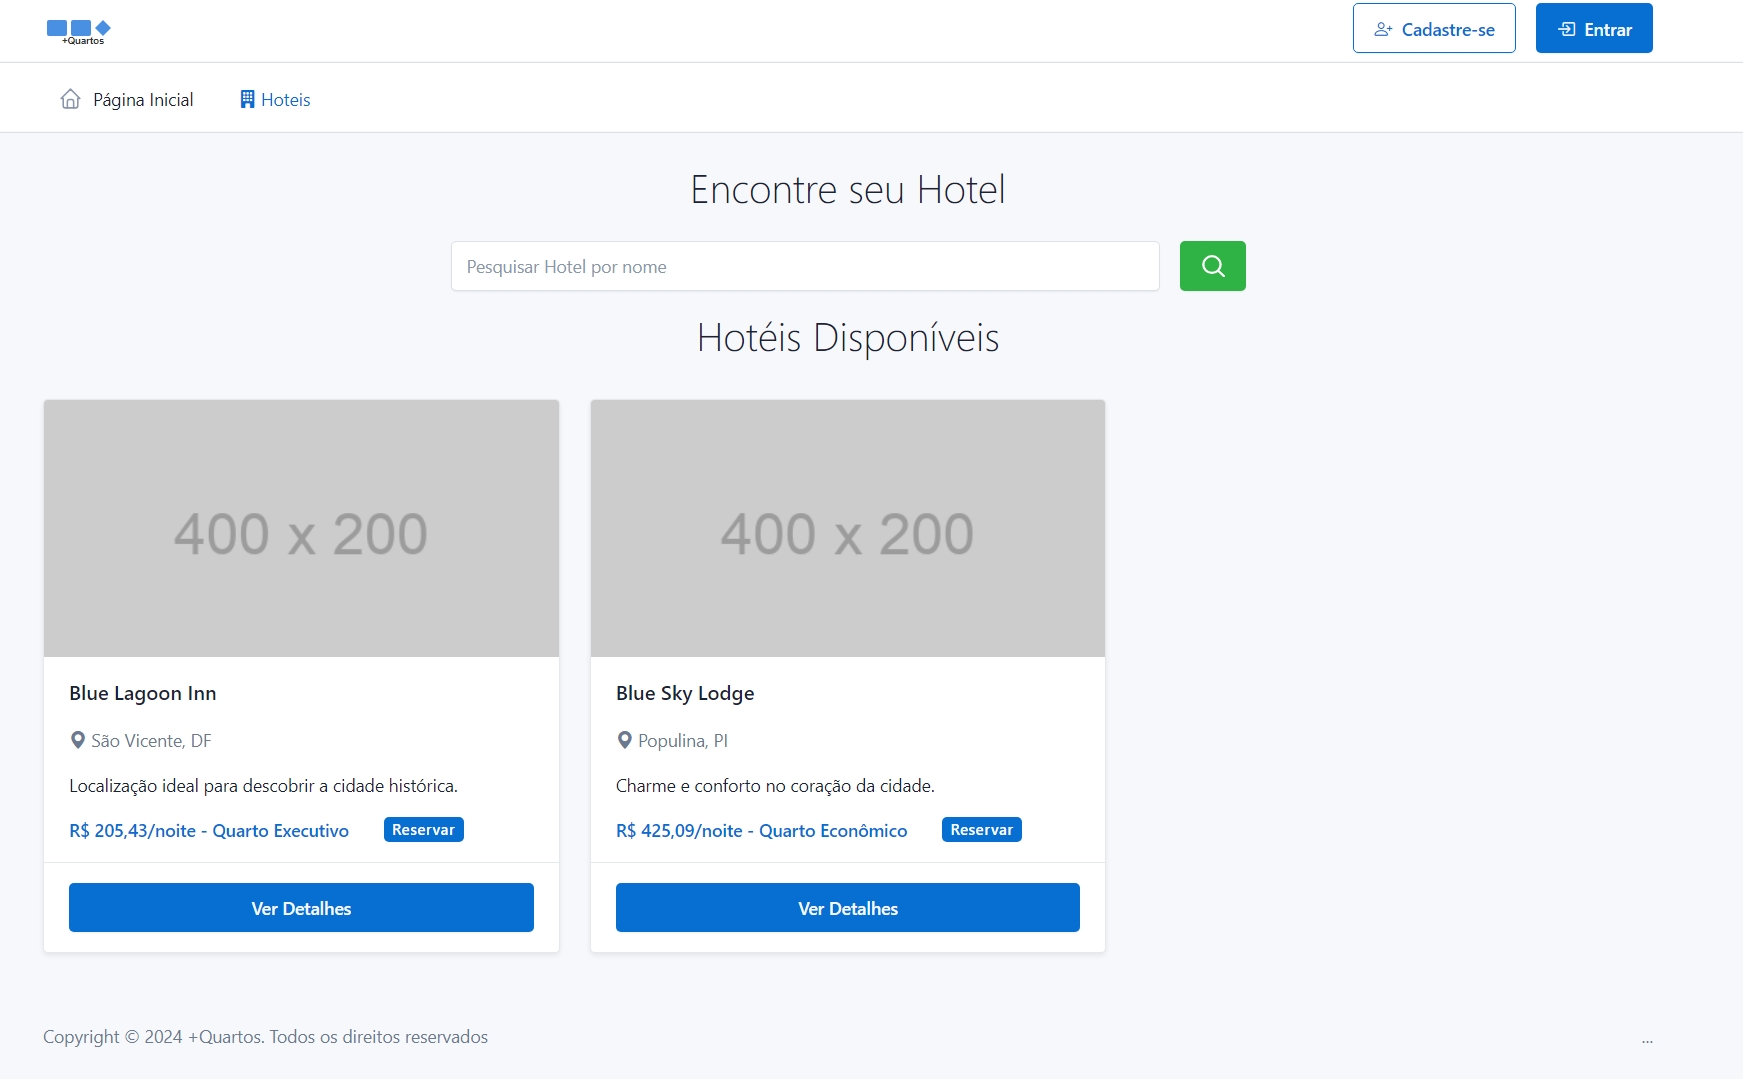 +Quartos
Cadastre-se
Entrar
Página Inicial
Hoteis
Encontre seu Hotel
Pesquisar Hotel por nome
Hotéis Disponíveis
400 x 200
400 x 200
Blue Lagoon Inn
São Vicente, DF
Localização ideal para descobrir a cidade histórica.
R$ 205,43/noite - Quarto Executivo Reservar
Ver Detalhes
Blue Sky Lodge
Populina, PI
Charme e conforto no coração da cidade.
R$ 425,09/noite - Quarto Econômico Reservar
Ver Detalhes
Copyright © 2024 +Quartos. Todos os direitos reservados
...